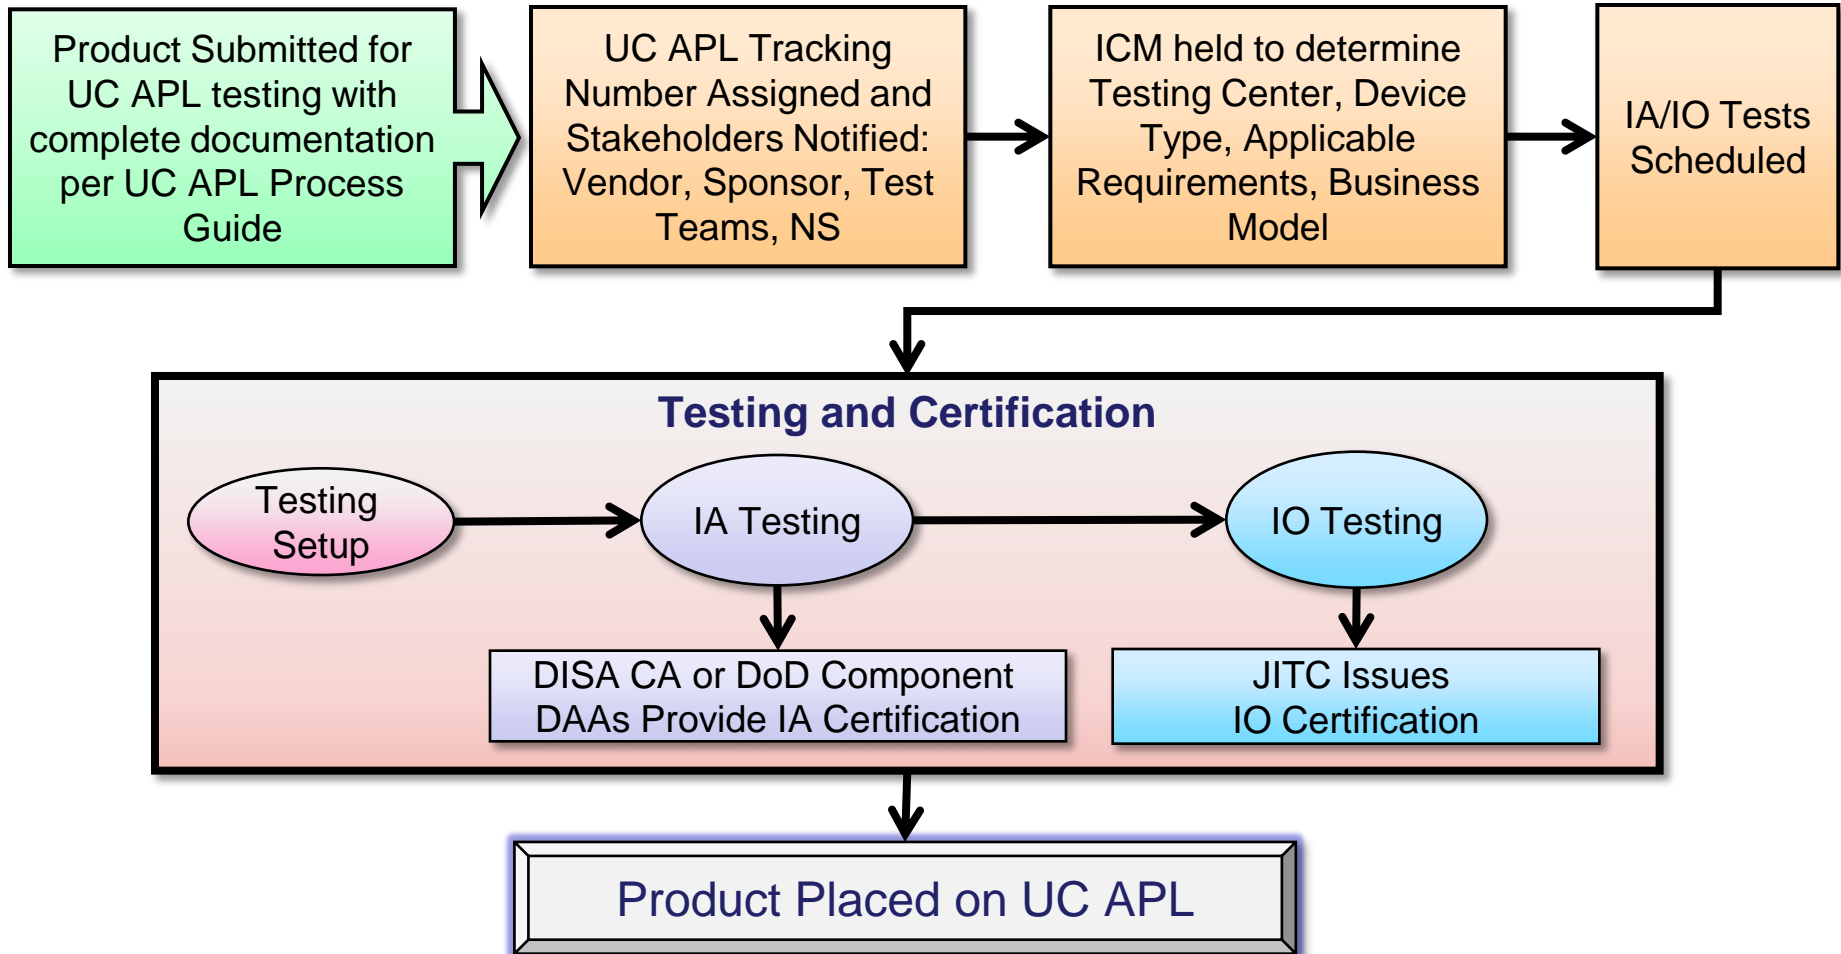 Product Submitted for
UC APL testing with
complete documentation
per UC APL Process
Guide
UC APL Tracking
Number Assigned and
Stakeholders Notified:
Vendor, Sponsor, Test
Teams, NS
ICM held to determine
Testing Center, Device
Type, Applicable
Requirements, Business
Model
IA/IO Tests
Scheduled
Testing and Certification
Testing
Setup
IA Testing
IO Testing
DISA CA or DoD Component
DAAs Provide IA Certification
JITC Issues
IO Certification
Product Placed on UC APL